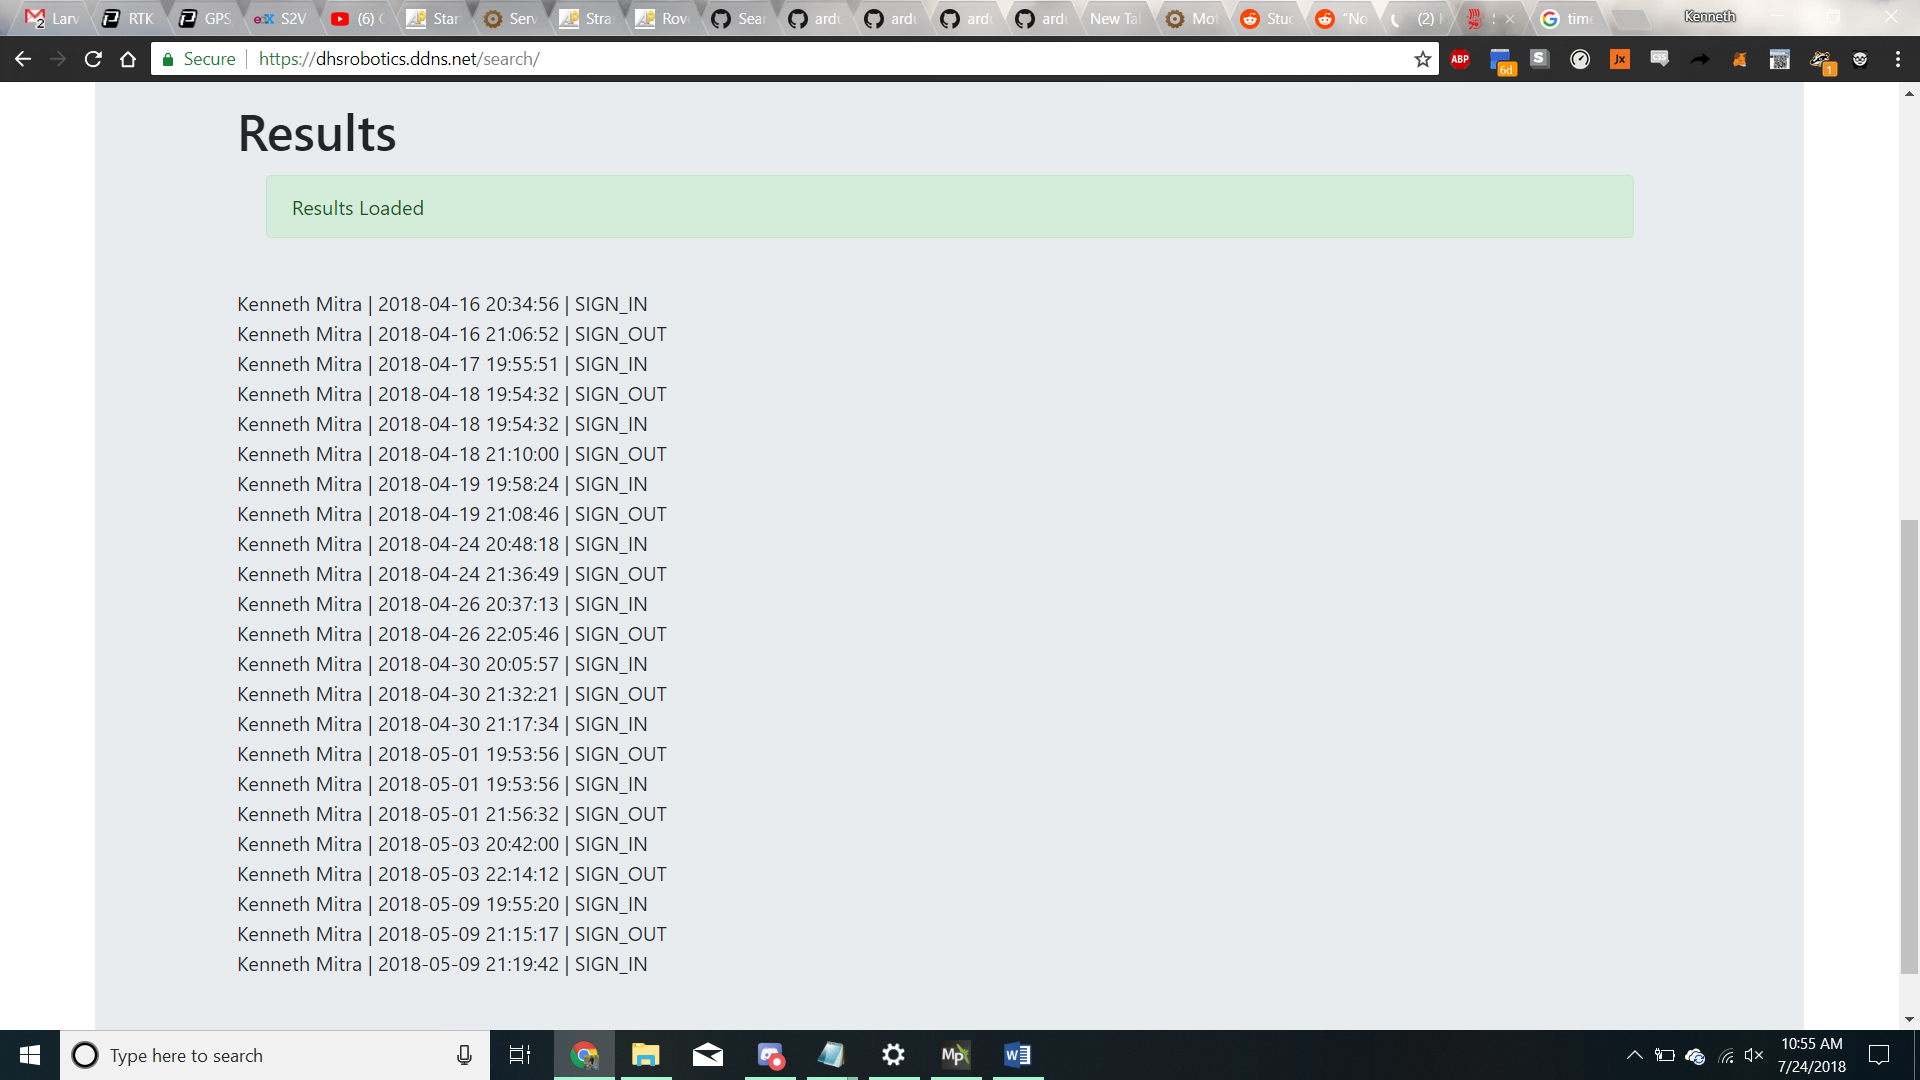 Larv
RTK
GPS
S2V
(6)
Star
Serv
Stra
Rov
Sear
ardu
ardu
ardu
ardu
New Tab
Mot
Stud
"No
(2)
time
Kenneth
Secure
https://dhsrobotics.ddns.net/search/
ABP
6d
S
Jx
CSS
1
Results
Results Loaded
Kenneth Mitra | 2018-04-16 20:34:56 | SIGN_IN
Kenneth Mitra | 2018-04-16 21:06:52 | SIGN_OUT
Kenneth Mitra | 2018-04-17 19:55:51 | SIGN_IN
Kenneth Mitra | 2018-04-18 19:54:32 | SIGN_OUT
Kenneth Mitra | 2018-04-18 19:54:32 | SIGN_IN
Kenneth Mitra | 2018-04-18 21:10:00 | SIGN_OUT
Kenneth Mitra | 2018-04-19 19:58:24 | SIGN_IN
Kenneth Mitra | 2018-04-19 21:08:46 | SIGN_OUT
Kenneth Mitra | 2018-04-24 20:48:18 | SIGN_IN
Kenneth Mitra | 2018-04-24 21:36:49 | SIGN_OUT
Kenneth Mitra | 2018-04-26 20:37:13 | SIGN_IN
Kenneth Mitra | 2018-04-26 22:05:46 | SIGN_OUT
Kenneth Mitra | 2018-04-30 20:05:57 | SIGN_IN
Kenneth Mitra | 2018-04-30 21:32:21 | SIGN_OUT
Kenneth Mitra | 2018-04-30 21:17:34 | SIGN_IN
Kenneth Mitra | 2018-05-01 19:53:56 | SIGN_OUT
Kenneth Mitra | 2018-05-01 19:53:56 | SIGN_IN
Kenneth Mitra | 2018-05-01 21:56:32 | SIGN_OUT
Kenneth Mitra | 2018-05-03 20:42:00 | SIGN_IN
Kenneth Mitra | 2018-05-03 22:14:12 | SIGN_OUT
Kenneth Mitra | 2018-05-09 19:55:20 | SIGN_IN
Kenneth Mitra | 2018-05-09 21:15:17 | SIGN_OUT
Kenneth Mitra | 2018-05-09 21:19:42 | SIGN_IN
Type here to search
Mp
10:55 AM
7/24/2018